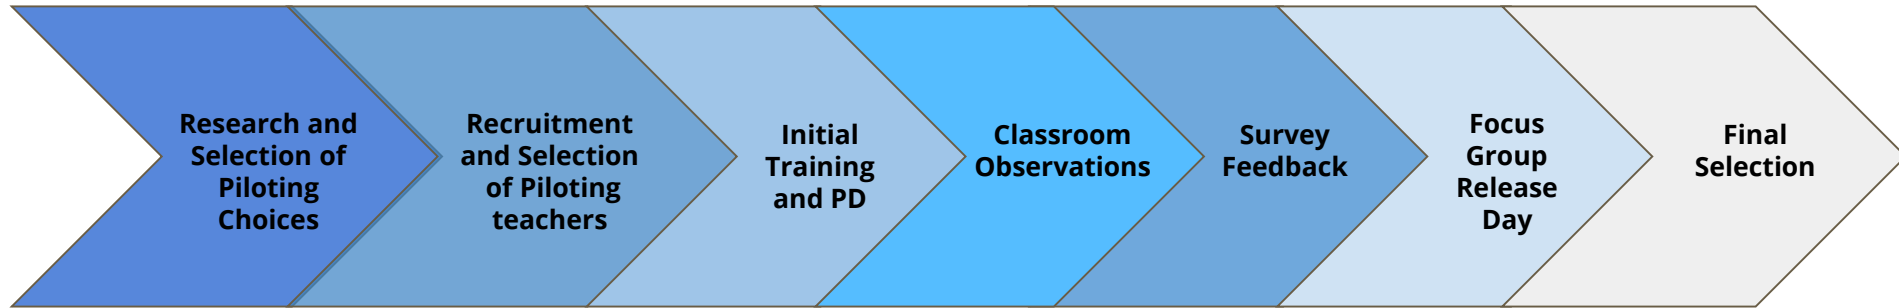 Research and
Selection of
Piloting
Choices
Recruitment
and Selection
of Piloting
teachers
Initial
Training
and PD
Classroom
Observations
Survey
Feedback
Focus
Group
Release
Day
Final
Selection